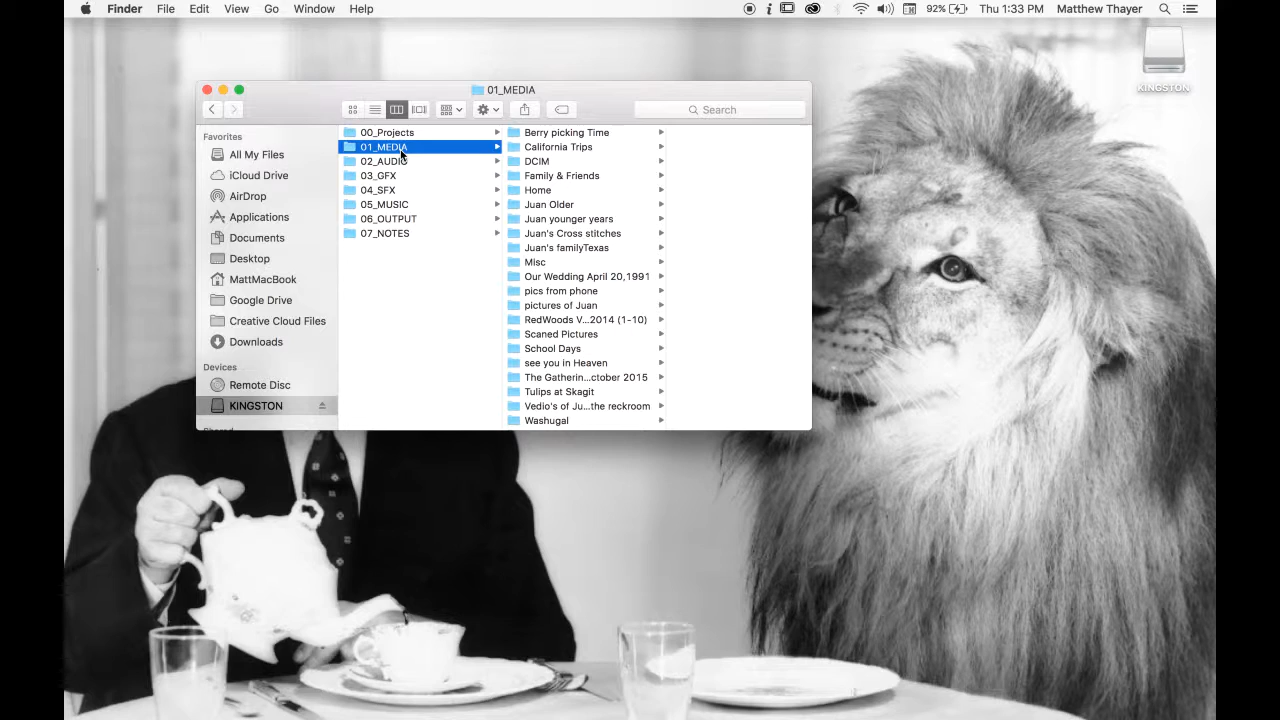 Finder File Edit View Go Window Help
92% Thu 1:33 PM Matthew Thayer
KINGSTON
01_MEDIA
Search
Favorites
All My Files
iCloud Drive
AirDrop
Applications
Documents
Desktop
MattMacBook
Google Drive
Creative Cloud Files
Downloads
Devices
Remote Disc
KINGSTON
00_Projects
01_MEDIA
02_AUDIO
03_GFX
04_SFX
05_MUSIC
06_OUTPUT
07_NOTES
Berry picking Time
California Trips
DCIM
Family & Friends
Home
Juan Older
Juan younger years
Juan's Cross stitches
Juan's familyTexas
Misc
Our Wedding April 20,1991
pics from phone
pictures of Juan
RedWoods V...2014 (1-10)
Scaned Pictures
School Days
see you in Heaven
The Gatherin...ctober 2015
Tulips at Skagit
Vedio's of Ju...the reckroom
Washugal